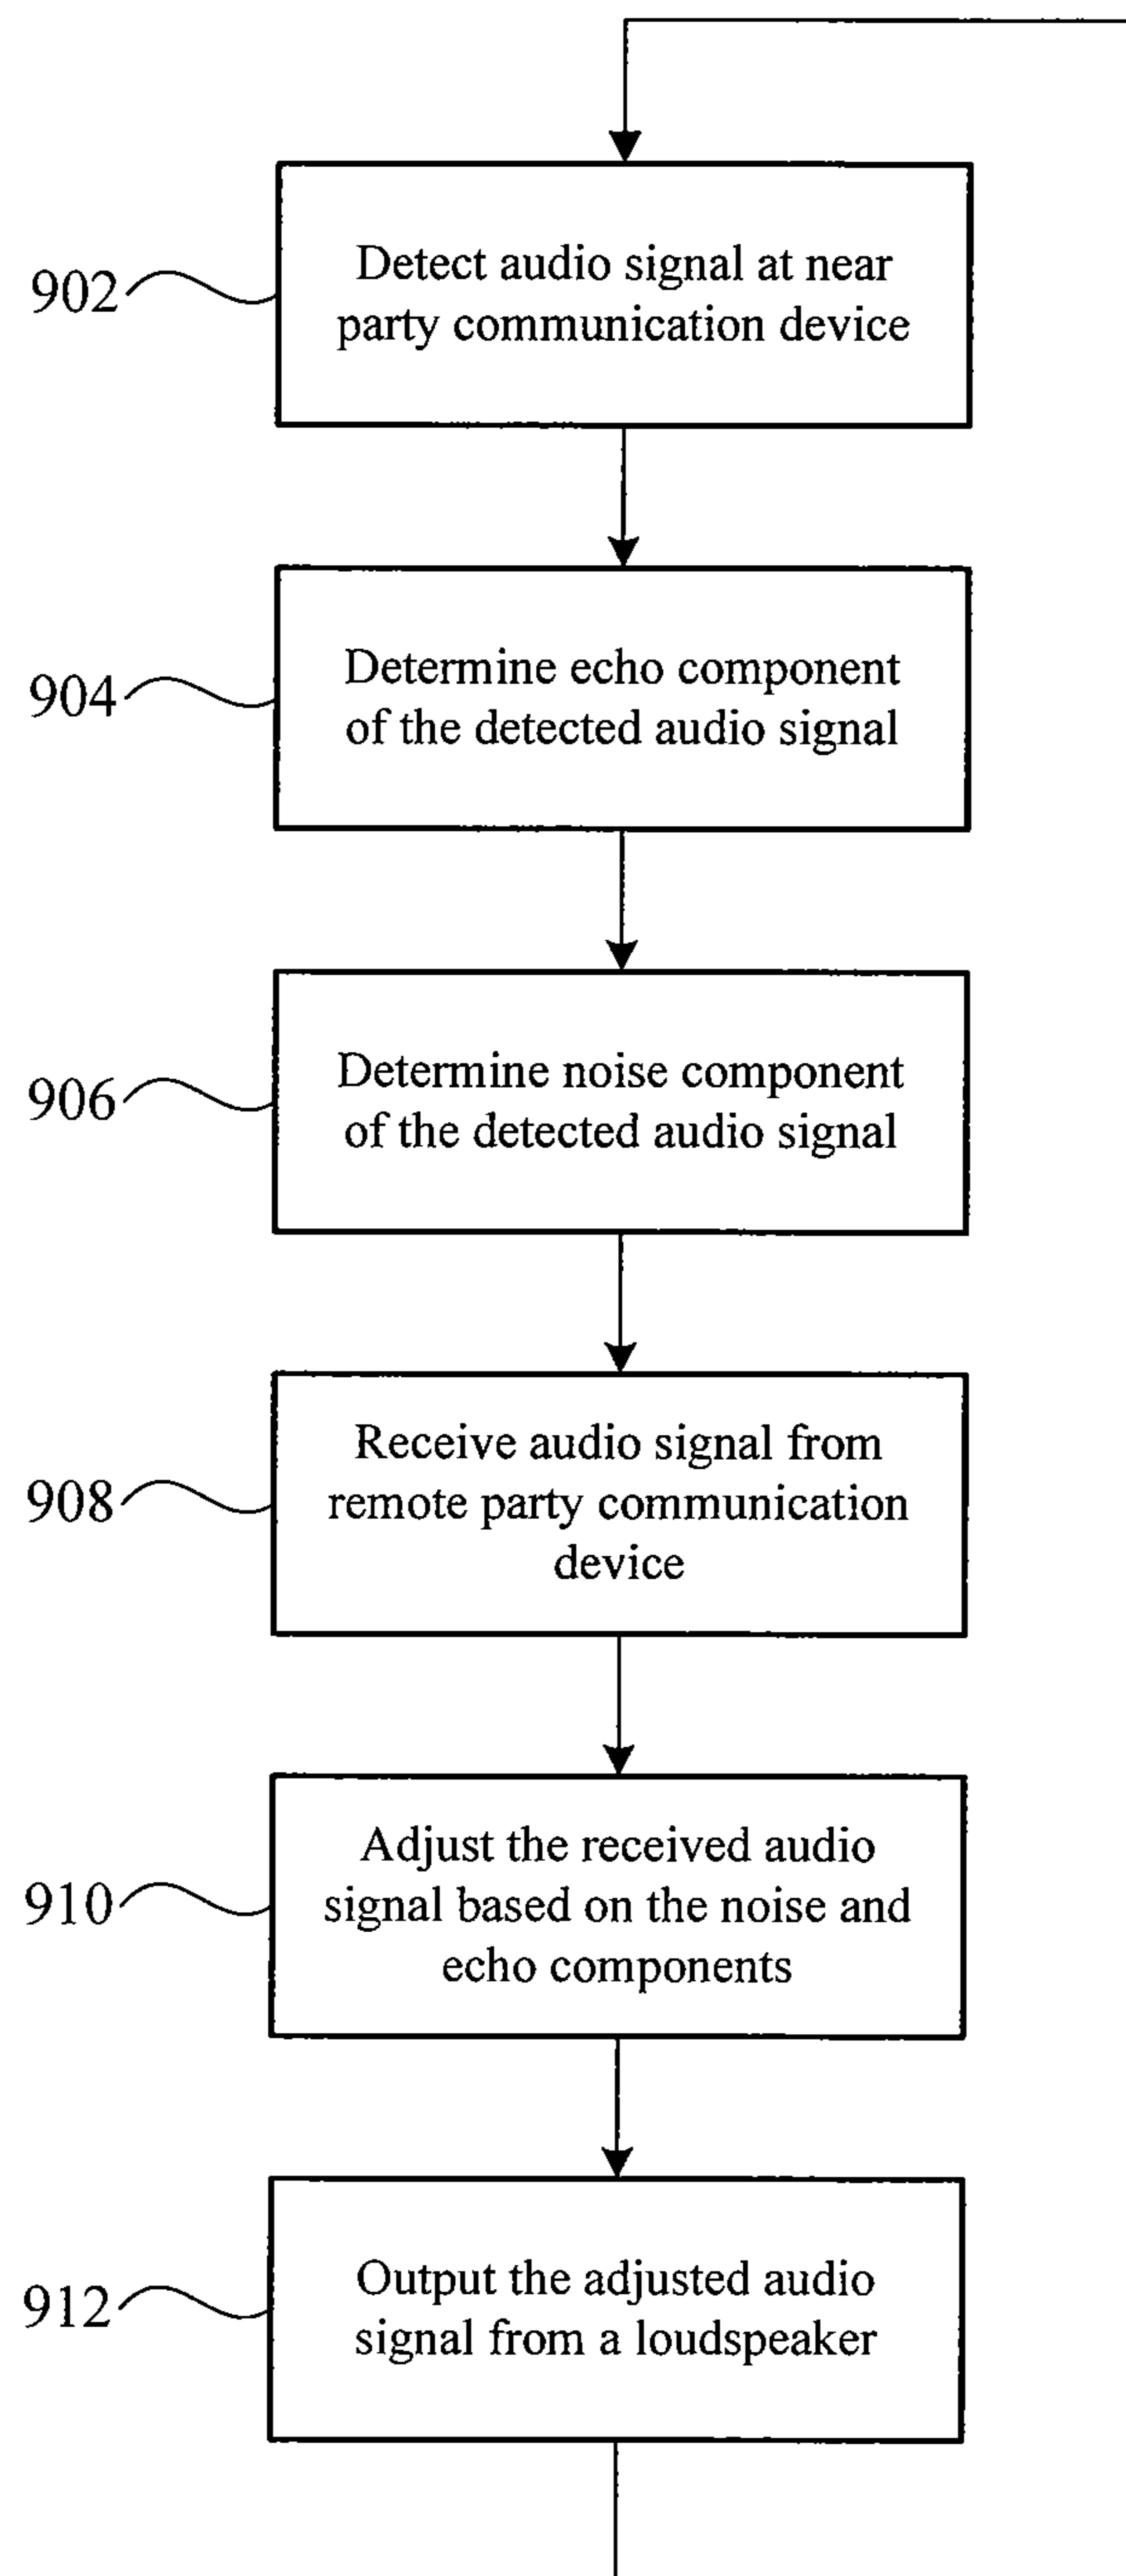 902
Detect audio signal at near
party communication device
904
Determine echo component
of the detected audio signal
906
Determine noise component
of the detected audio signal
908
Receive audio signal from
remote party communication
device
910
Adjust the received audio
signal based on the noise and
echo components
912
Output the adjusted audio
signal from a loudspeaker